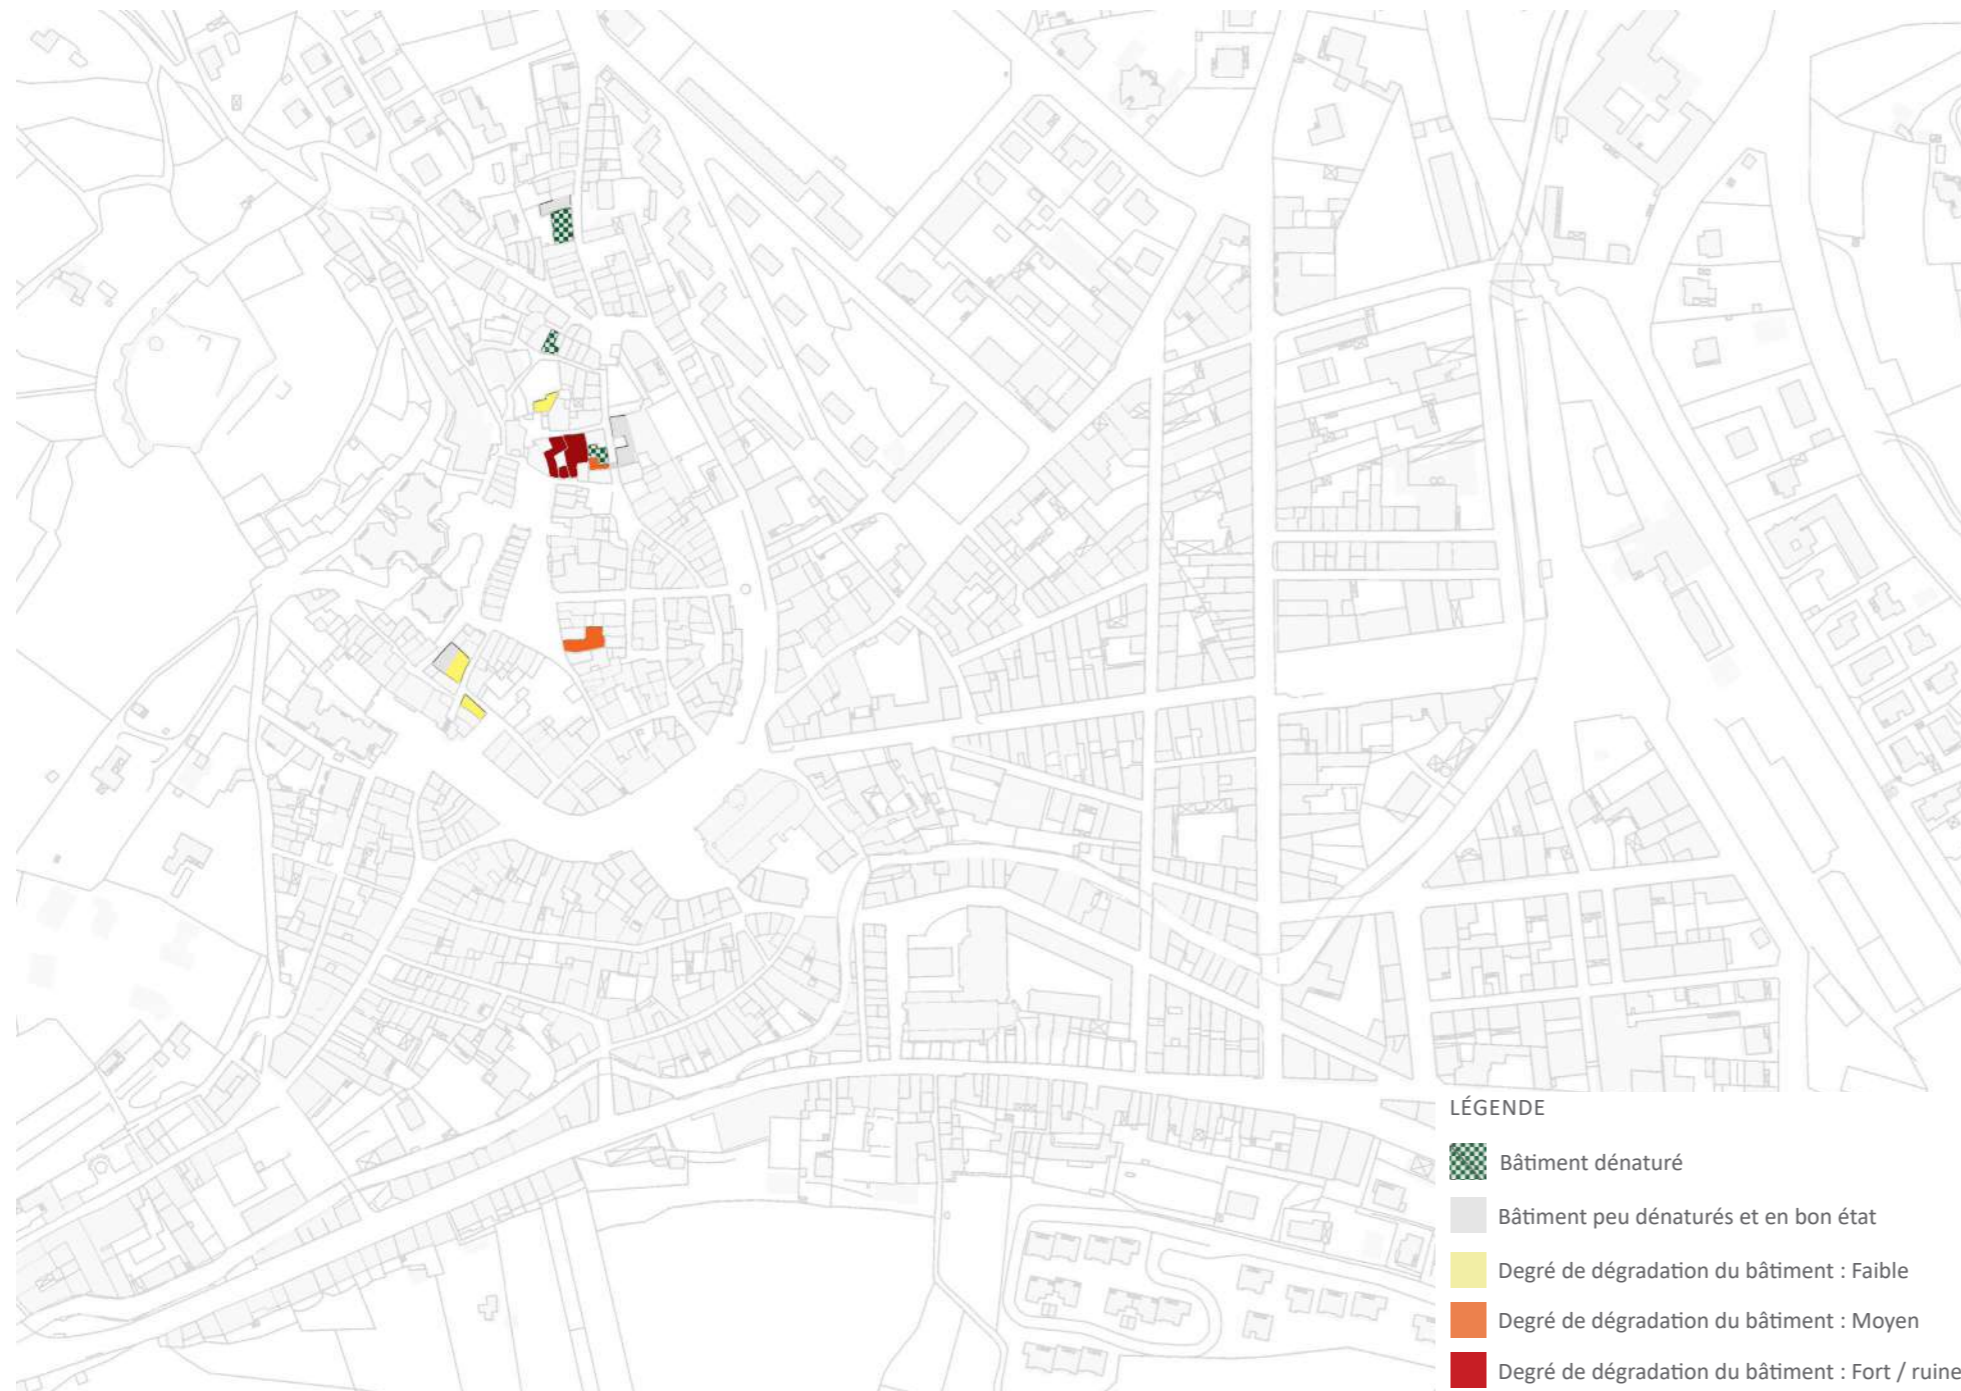 LÉGENDE
Bâtiment dénaturé
Bâtiment peu dénaturés et en bon état
Degré de dégradation du bâtiment : Faible
Degré de dégradation du bâtiment : Moyen
Degré de dégradation du bâtiment : Fort / ruine